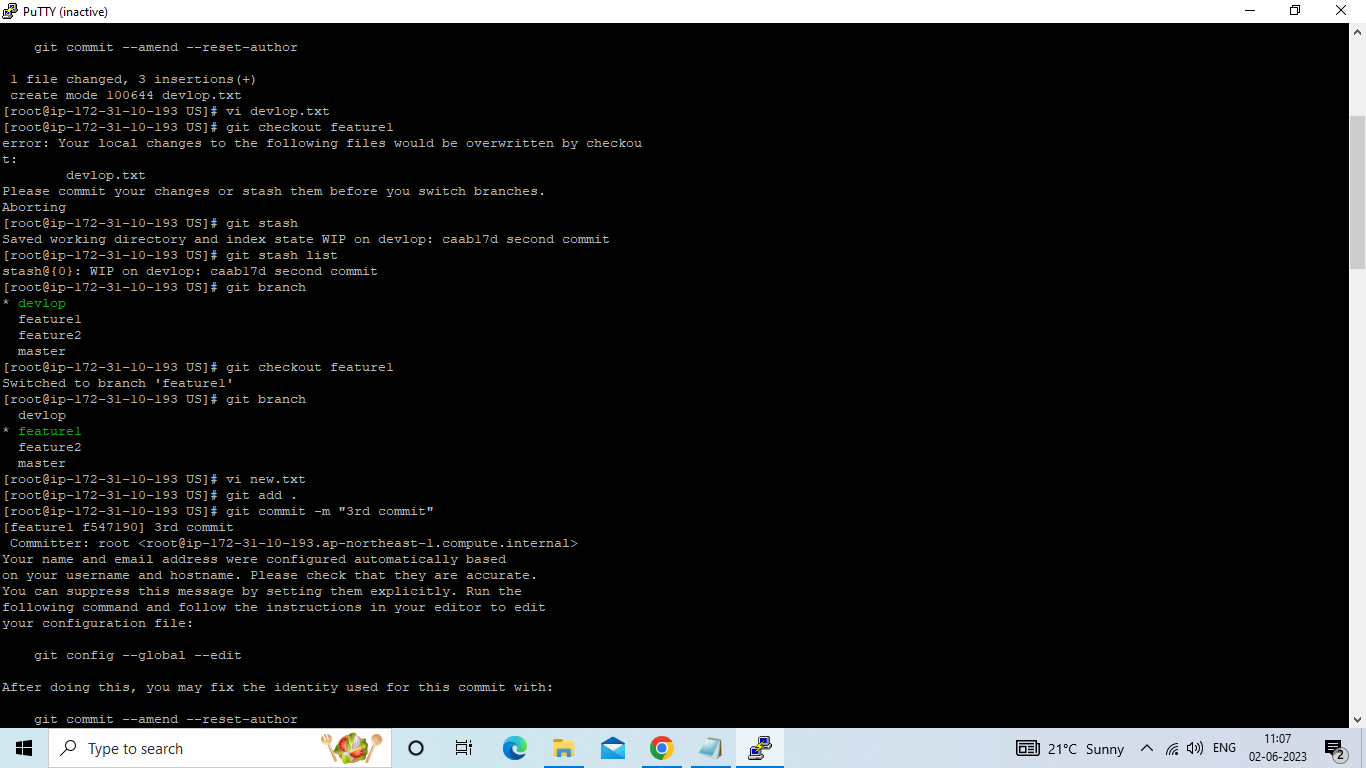 PuTTY (inactive)
git commit --amend --reset-author
1 file changed, 3 insertions(+)
create mode 100644 devlop.txt
[root@ip-172-31-10-193 US]# vi devlop.txt
[root@ip-172-31-10-193 US]# git checkout feature1
error: Your local changes to the following files would be overwritten by checkou
t:
devlop.txt
Please commit your changes or stash them before you switch branches.
Aborting
[root@ip-172-31-10-193 US]# git stash
Saved working directory and index state WIP on devlop: caab17d second commit
[root@ip-172-31-10-193 US]# git stash list
stash@{0}: WIP on devlop: caab17d second commit
[root@ip-172-31-10-193 US]# git branch
* devlop
feature1
feature2
master
[root@ip-172-31-10-193 US]# git checkout feature1
Switched to branch 'feature1'
[root@ip-172-31-10-193 US]# git branch
devlop
* feature1
feature2
master
[root@ip-172-31-10-193 US]# vi new.txt
[root@ip-172-31-10-193 US]# git add .
[root@ip-172-31-10-193 US]# git commit -m "3rd commit"
[feature1 f547190] 3rd commit
Committer: root <root@ip-172-31-10-193.ap-northeast-1.compute.internal>
Your name and email address were configured automatically based
on your username and hostname. Please check that they are accurate.
You can suppress this message by setting them explicitly. Run the
following command and follow the instructions in your editor to edit
your configuration file:
git config --global --edit
After doing this, you may fix the identity used for this commit with:
git commit --amend --reset-author
Type to search
21°C Sunny
ENG
11:07
02-06-2023
2